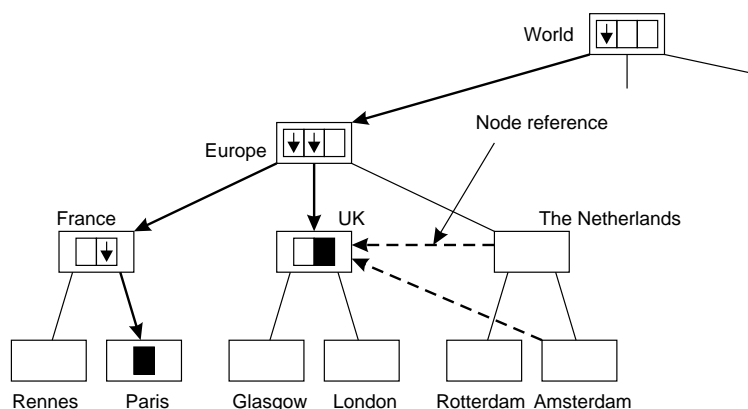 World
Node reference
Europe
France
UK
The Netherlands
Rennes
Paris
Glasgow
London
Rotterdam
Amsterdam